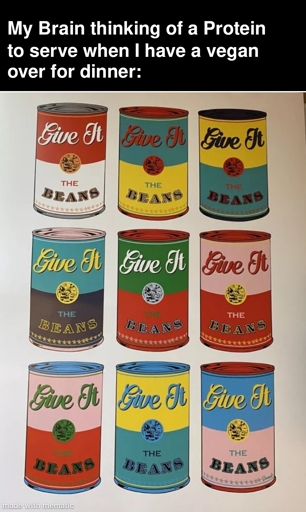 My Brain thinking of a Protein
to serve when I have a vegan
over for dinner:
Give It Give It Give It
THE THE THE
BEANS BEANS BEANS
Give It Give It Give It
THE THE THE
BEANS BEANS BEANS
Give It Give It Give It
THE THE THE
BEANS BEANS BEANS
made with mematic